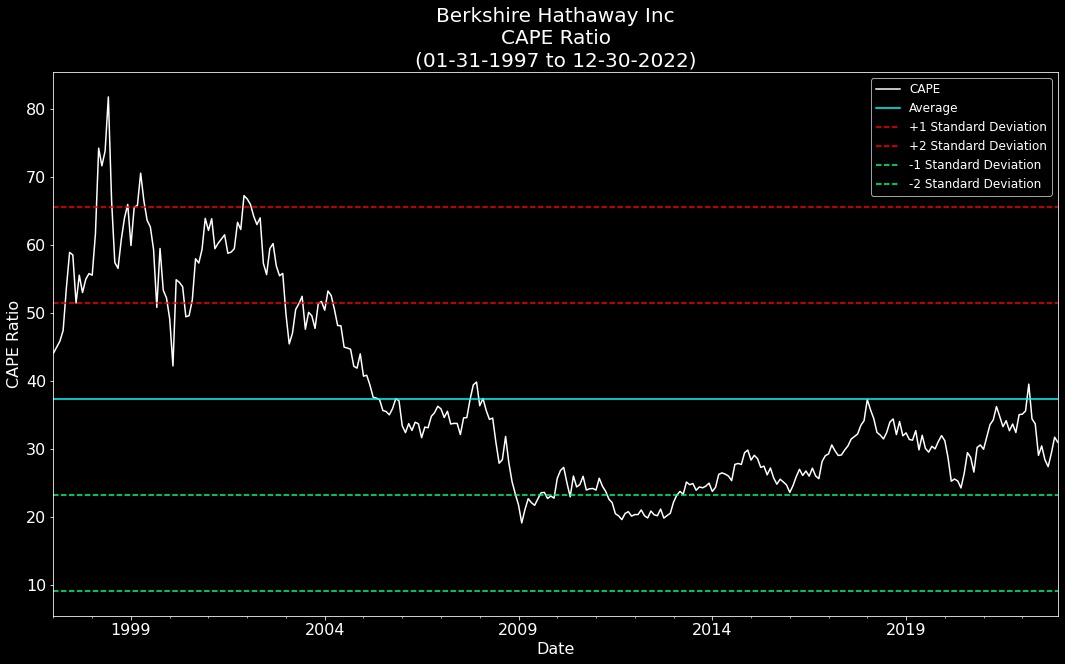 Berkshire Hathaway Inc
CAPE Ratio
(01-31-1997 to 12-30-2022)
CAPE
Average
+1 Standard Deviation
+2 Standard Deviation
-1 Standard Deviation
-2 Standard Deviation
CAPE Ratio
80
70
60
50
40
30
20
10
1999
2004
2009
2014
2019
Date